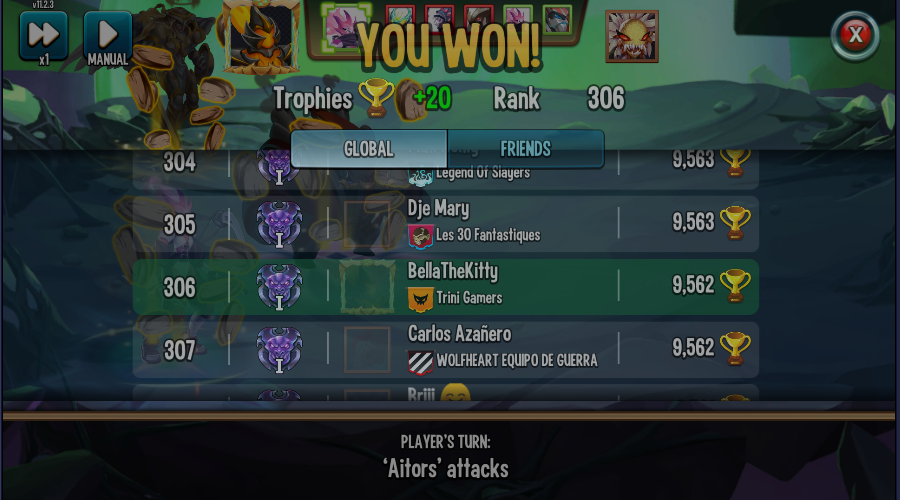 v11.2.3
x1
MANUAL
YOU WON!
Trophies +20 Rank 306
GLOBAL FRIENDS
304 Legend Of Slayers 9,563
305 Dje Mary 9,563
Les 30 Fantastiques
306 BellaTheKitty 9,562
Trini Gamers
307 Carlos Azañero 9,562
WOLFHEART EQUIPO DE GUERRA
Briii
PLAYER'S TURN:
'Aitors' attacks